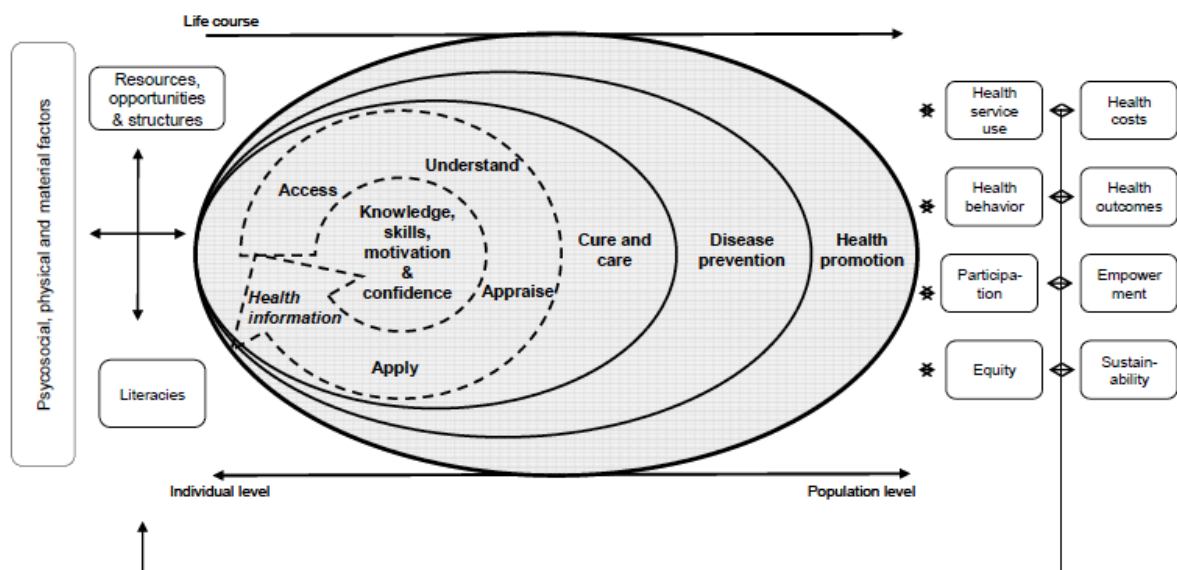 Life course
Psycosocial, physical and material factors
Resources,
opportunities
& structures
Literacies
Access
Understand
Knowledge,
skills,
motivation
&
confidence
Health
information
Appraise
Apply
Cure and
care
Disease
prevention
Health
promotion
Health
service
use
Health
costs
Health
behavior
Health
outcomes
Participa-
tion
Empower
ment
Equity
Sustain-
ability
Individual level
Population level